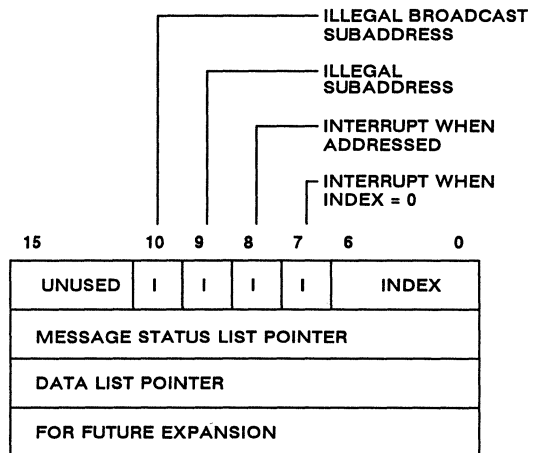 ILLEGAL BROADCAST
SUBADDRESS
ILLEGAL
SUBADDRESS
INTERRUPT WHEN
ADDRESSED
INTERRUPT WHEN
INDEX = 0
15 10 9 8 7 6 0
UNUSED I I I I INDEX
MESSAGE STATUS LIST POINTER
DATA LIST POINTER
FOR FUTURE EXPANSION